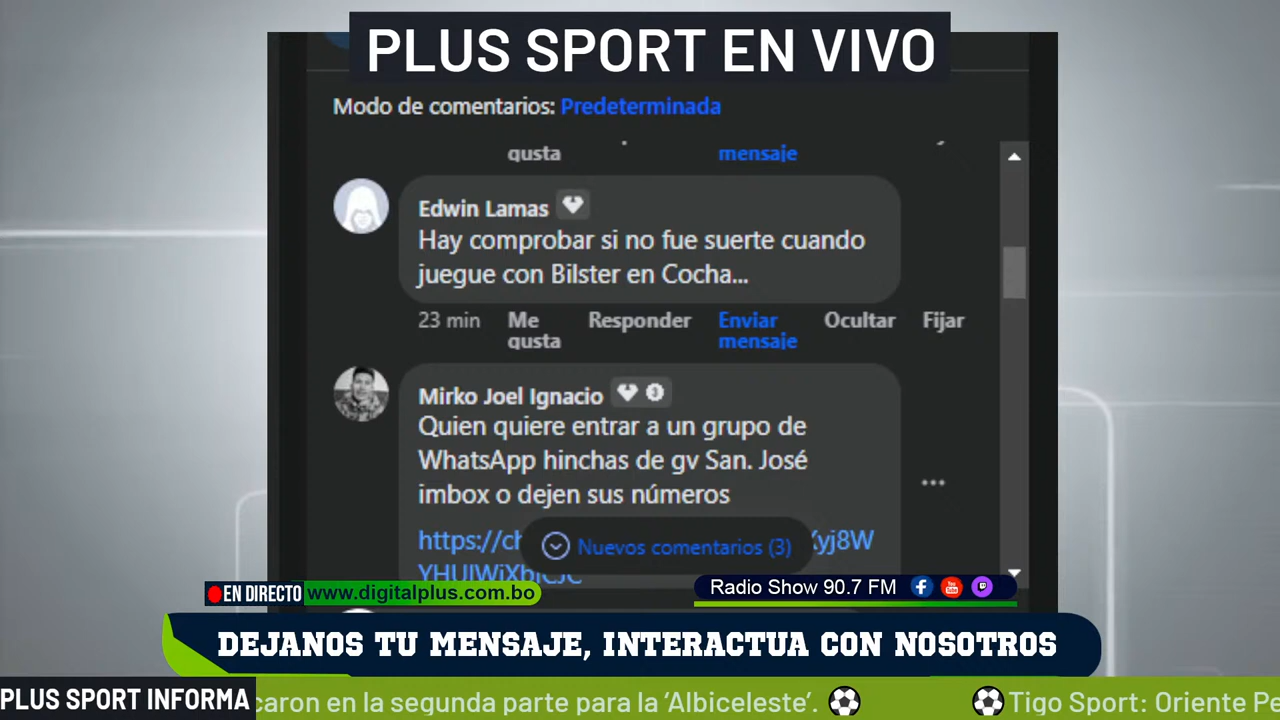 PLUS SPORT EN VIVO
Modo de comentarios: Predeterminada
gusta mensaje
Edwin Lamas
Hay comprobar si no fue suerte cuando
juegue con Bilster en Cocha...
23 min Me gusta Responder Enviar mensaje Ocultar Fijar
Mirko Joel Ignacio
Quien quiere entrar a un grupo de
WhatsApp hinchas de gv San. José
imbox o dejen sus números
https://ch
Nuevos comentarios (3)
EN DIRECTO www.digitalplus.com.bo
Radio Show 90.7 FM
DEJANOS TU MENSAJE, INTERACTUA CON NOSOTROS
PLUS SPORT INFORMA caron en la segunda parte para la ‘Albiceleste’. Tigo Sport: Oriente Pe